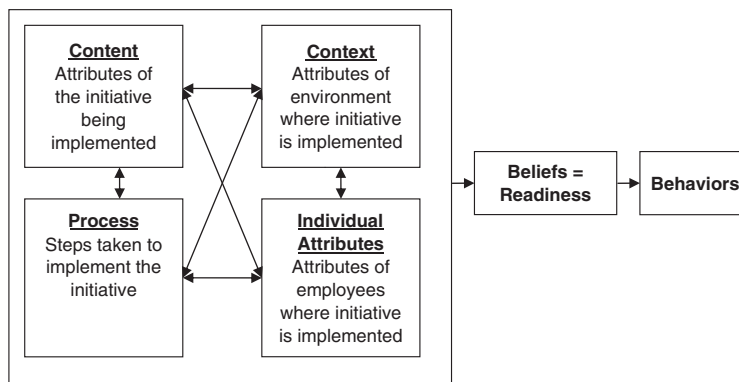 Content
Attributes of
the initiative
being
implemented
Context
Attributes of
environment
where initiative
is implemented
Process
Steps taken to
implement the
initiative
Individual
Attributes
Attributes of
employees
where initiative
is implemented
Beliefs =
Readiness
Behaviors